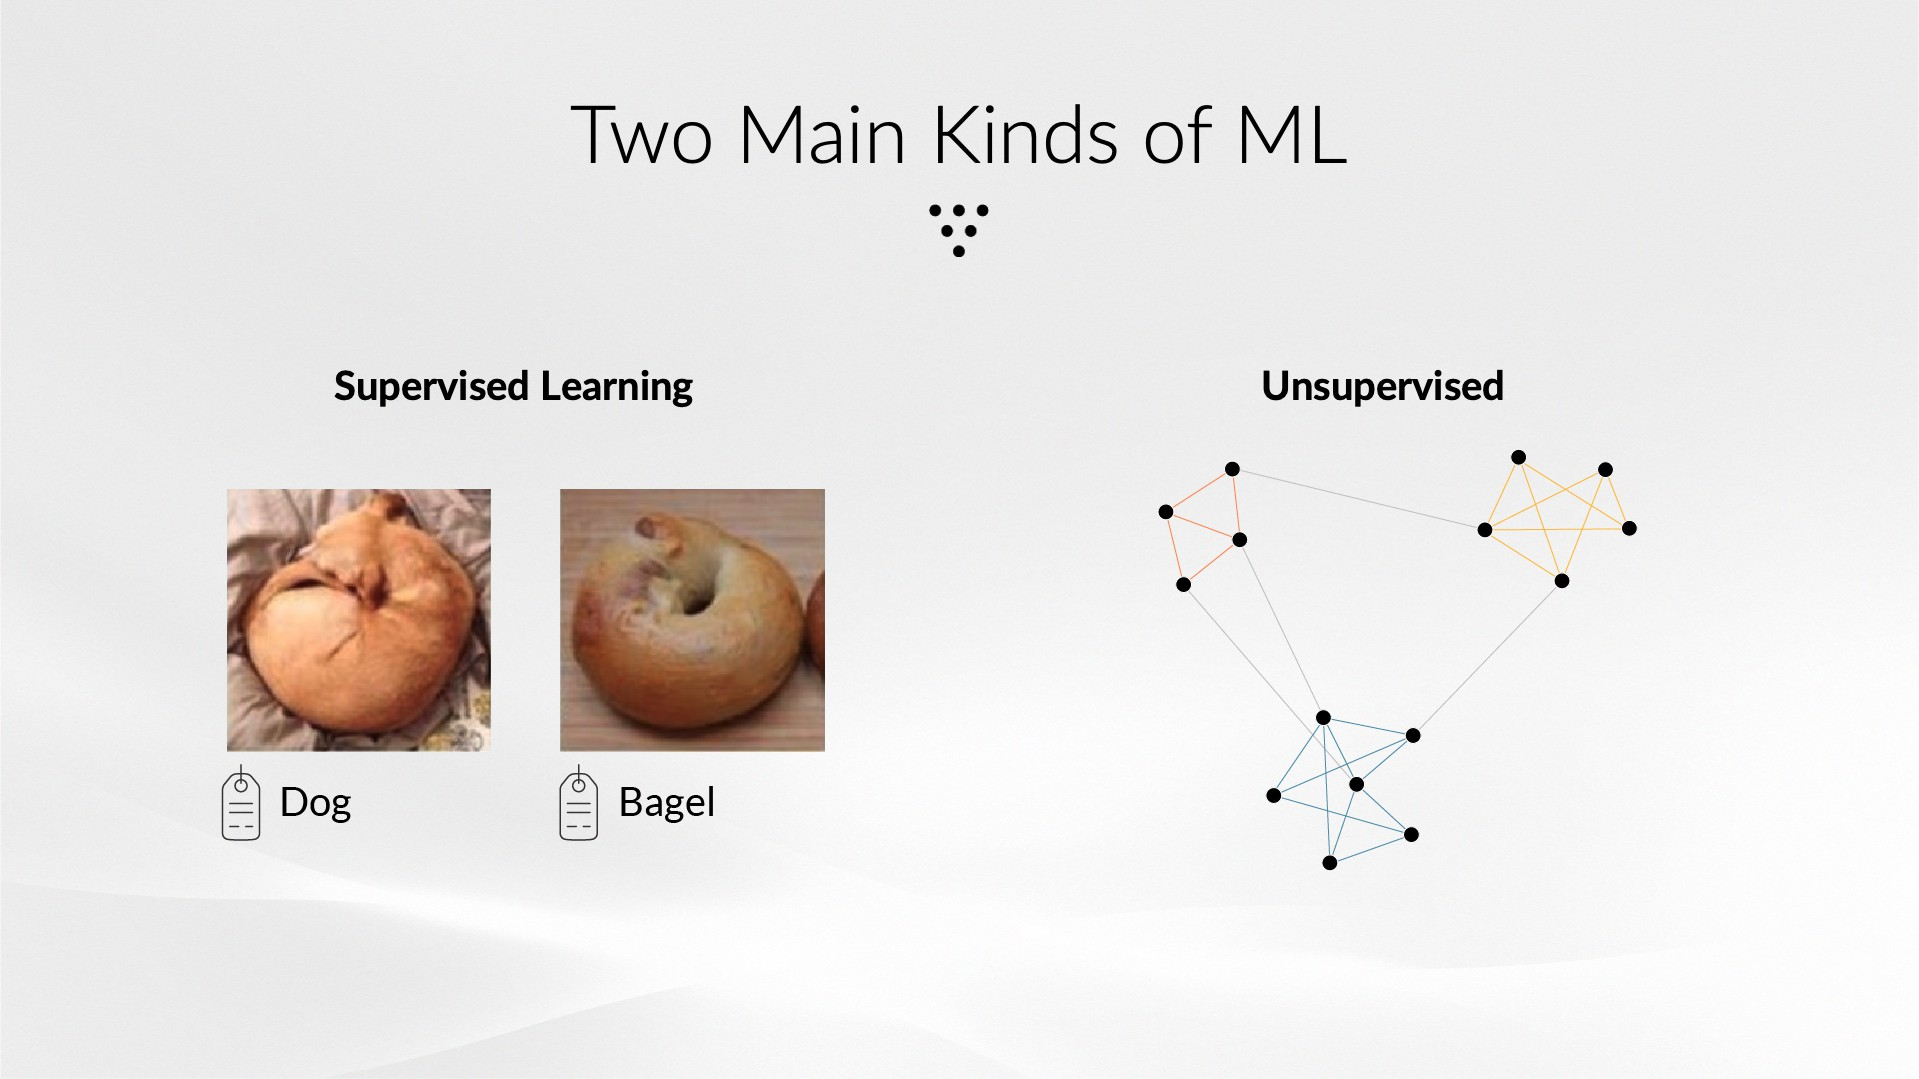 Two Main Kinds of ML
Supervised Learning
Unsupervised
Dog
Bagel